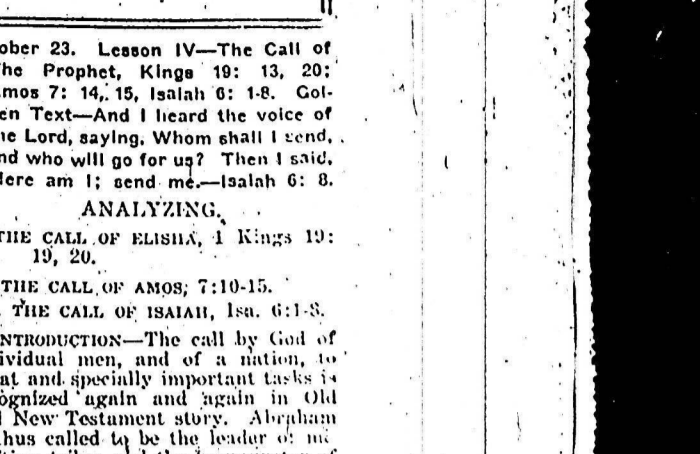 ober 23. Lesson IV—The Call of
he Prophet, Kings 19: 13, 20;
mos 7: 14, 15, Isaiah 6: 1-8. Gol-
en Text—And I heard the voice of
he Lord, saying, Whom shall I send,
nd who will go for us? Then I said,
Here am I; send me.—Isaiah 6: 8.
ANALYZING.
THE CALL OF ELISHA, 1 Kings 19:
19, 20.
THE CALL OF AMOS, 7:10-15.
THE CALL OF ISAIAH, Isa. 6:1-8.
NTRODUCTION—The call by God of
ividual men, and of a nation, to
at and specially important tasks is
ognized again and again in Old
New Testament story. Abraham
hus called to be the leader of